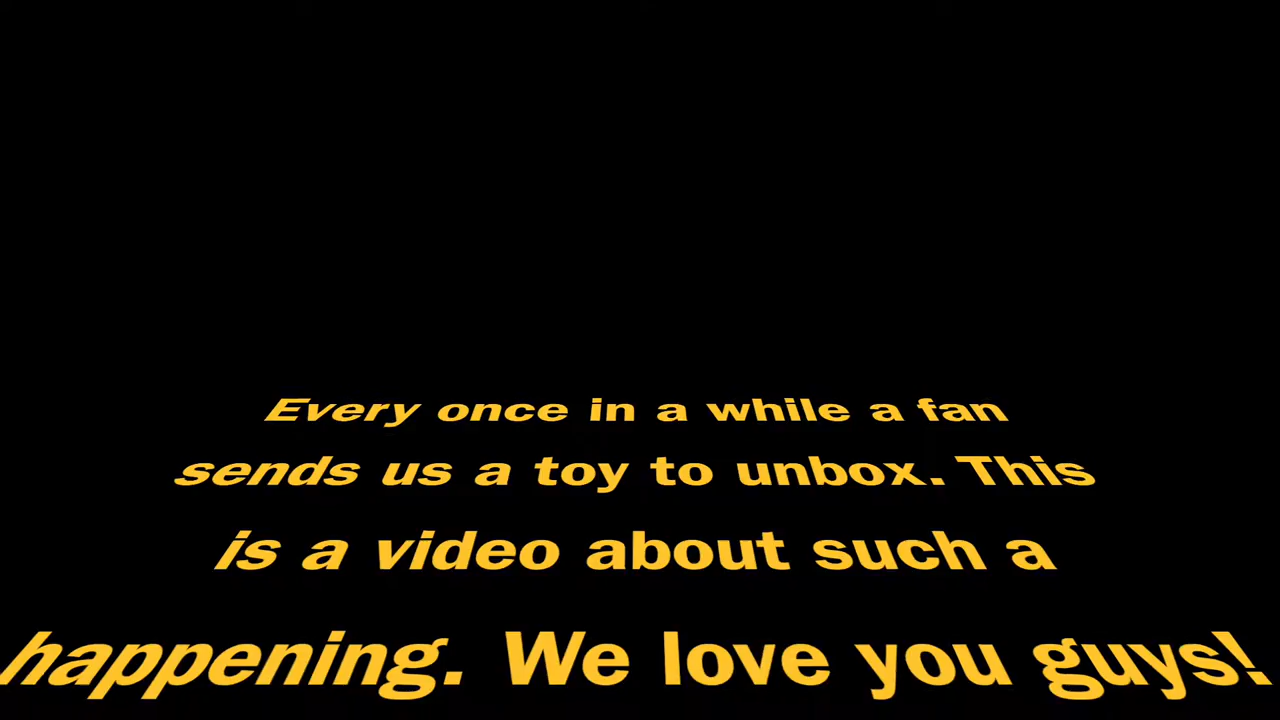 Every once in a while a fan
sends us a toy to unbox. This
is a video about such a
happening. We love you guys!